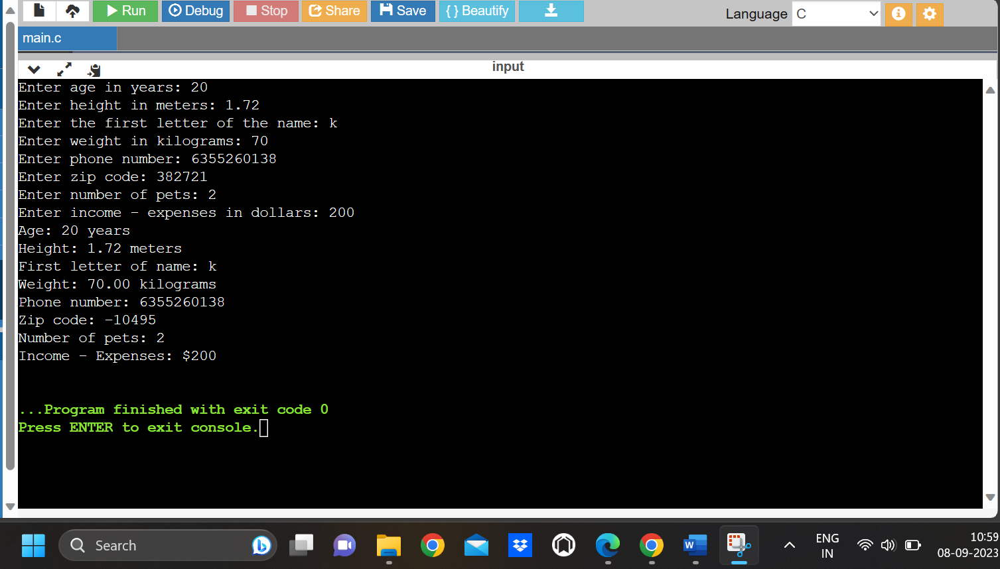 Run Debug Stop Share Save { } Beautify Language C
main.c
input
Enter age in years: 20
Enter height in meters: 1.72
Enter the first letter of the name: k
Enter weight in kilograms: 70
Enter phone number: 6355260138
Enter zip code: 382721
Enter number of pets: 2
Enter income - expenses in dollars: 200
Age: 20 years
Height: 1.72 meters
First letter of name: k
Weight: 70.00 kilograms
Phone number: 6355260138
Zip code: -10495
Number of pets: 2
Income - Expenses: $200
...Program finished with exit code 0
Press ENTER to exit console.
Search
ENG
IN
10:59
08-09-2023